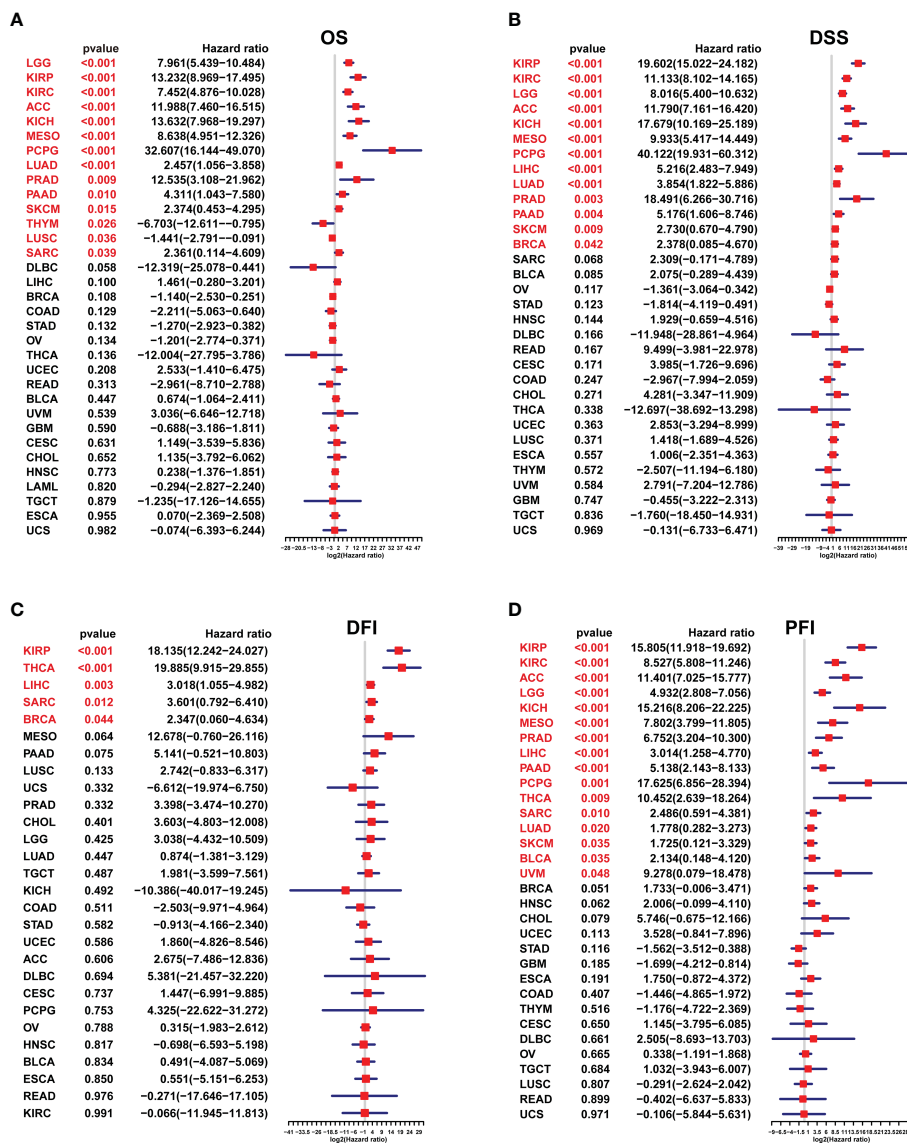 A
OS
pvalue Hazard ratio
LGG <0.001 7.961(5.439−10.484)
KIRP <0.001 13.232(8.969−17.495)
KIRC <0.001 7.452(4.876−10.028)
ACC <0.001 11.988(7.460−16.515)
KICH <0.001 13.632(7.968−19.297)
MESO <0.001 8.638(4.951−12.326)
PCPG <0.001 32.607(16.144−49.070)
LUAD <0.001 2.457(1.056−3.858)
PRAD 0.009 12.535(3.108−21.962)
PAAD 0.010 4.311(1.043−7.580)
SKCM 0.015 2.374(0.453−4.295)
THYM 0.026 −6.703(−12.611−−0.795)
LUSC 0.036 −1.441(−2.791−−0.091)
SARC 0.039 2.361(0.114−4.609)
DLBC 0.058 −12.319(−25.078−0.441)
LIHC 0.100 1.461(−0.280−3.201)
BRCA 0.108 −1.140(−2.530−0.251)
COAD 0.129 −2.211(−5.063−0.640)
STAD 0.132 −1.270(−2.923−0.382)
OV 0.134 −1.201(−2.774−0.371)
THCA 0.136 −12.004(−27.795−3.786)
UCEC 0.208 2.533(−1.410−6.475)
READ 0.313 −2.961(−8.710−2.788)
BLCA 0.447 0.674(−1.064−2.411)
UVM 0.539 3.036(−6.646−12.718)
GBM 0.590 −0.688(−3.186−1.811)
CESC 0.631 1.149(−3.539−5.836)
CHOL 0.652 1.135(−3.792−6.062)
HNSC 0.773 0.238(−1.376−1.851)
LAML 0.820 −0.294(−2.827−2.240)
TGCT 0.879 −1.235(−17.126−14.655)
ESCA 0.955 0.070(−2.369−2.508)
UCS 0.982 −0.074(−6.393−6.244)
−28 −20.5 −13 −8 −3 2 7 12 17 22 27 32 37 42 47
log2(Hazard ratio)
B
DSS
pvalue Hazard ratio
KIRP <0.001 19.602(15.022−24.182)
KIRC <0.001 11.133(8.102−14.165)
LGG <0.001 8.016(5.400−10.632)
ACC <0.001 11.790(7.161−16.420)
KICH <0.001 17.679(10.169−25.189)
MESO <0.001 9.933(5.417−14.449)
PCPG <0.001 40.122(19.931−60.312)
LIHC <0.001 5.216(2.483−7.949)
LUAD <0.001 3.854(1.822−5.886)
PRAD 0.003 18.491(6.266−30.716)
PAAD 0.004 5.176(1.606−8.746)
SKCM 0.009 2.730(0.670−4.790)
BRCA 0.042 2.378(0.085−4.670)
SARC 0.068 2.309(−0.171−4.789)
BLCA 0.085 2.075(−0.289−4.439)
OV 0.117 −1.361(−3.064−0.342)
STAD 0.123 −1.814(−4.119−0.491)
HNSC 0.144 1.929(−0.659−4.516)
DLBC 0.166 −11.948(−28.861−4.964)
READ 0.167 9.499(−3.981−22.978)
CESC 0.171 3.985(−1.726−9.696)
COAD 0.247 −2.967(−7.994−2.059)
CHOL 0.271 4.281(−3.347−11.909)
THCA 0.338 −12.697(−38.692−13.298)
UCEC 0.363 2.853(−3.294−8.999)
LUSC 0.371 1.418(−1.689−4.526)
ESCA 0.557 1.006(−2.351−4.363)
THYM 0.572 −2.507(−11.194−6.180)
UVM 0.584 2.791(−7.204−12.786)
GBM 0.747 −0.455(−3.222−2.313)
TGCT 0.836 −1.760(−18.450−14.931)
UCS 0.969 −0.131(−6.733−6.471)
log2(Hazard ratio)
C
DFI
pvalue Hazard ratio
KIRP <0.001 18.135(12.242−24.027)
THCA <0.001 19.885(9.915−29.855)
LIHC 0.003 3.018(1.055−4.982)
SARC 0.012 3.601(0.792−6.410)
BRCA 0.044 2.347(0.060−4.634)
MESO 0.064 12.678(−0.760−26.116)
PAAD 0.075 5.141(−0.521−10.803)
LUSC 0.133 2.742(−0.833−6.317)
UCS 0.332 −6.612(−19.974−6.750)
PRAD 0.332 3.398(−3.474−10.270)
CHOL 0.401 3.603(−4.803−12.008)
LGG 0.425 3.038(−4.432−10.509)
LUAD 0.447 0.874(−1.381−3.129)
TGCT 0.487 1.981(−3.599−7.561)
KICH 0.492 −10.386(−40.017−19.245)
COAD 0.511 −2.503(−9.971−4.964)
STAD 0.582 −0.913(−4.166−2.340)
UCEC 0.586 1.860(−4.826−8.546)
ACC 0.606 2.675(−7.486−12.836)
DLBC 0.694 5.381(−21.457−32.220)
CESC 0.737 1.447(−6.991−9.885)
PCPG 0.753 4.325(−22.622−31.272)
OV 0.788 0.315(−1.983−2.612)
HNSC 0.817 −0.698(−6.593−5.198)
BLCA 0.834 0.491(−4.087−5.069)
ESCA 0.850 0.551(−5.151−6.253)
READ 0.976 −0.271(−17.646−17.105)
KIRC 0.991 −0.066(−11.945−11.813)
−41 −33.5 −26 −18.5 −11 −6 −1 4 9 14 19 24 29
log2(Hazard ratio)
D
PFI
pvalue Hazard ratio
KIRP <0.001 15.805(11.918−19.692)
KIRC <0.001 8.527(5.808−11.246)
ACC <0.001 11.401(7.025−15.777)
LGG <0.001 4.932(2.808−7.056)
KICH <0.001 15.216(8.206−22.225)
MESO <0.001 7.802(3.799−11.805)
PRAD <0.001 6.752(3.204−10.300)
LIHC <0.001 3.014(1.258−4.770)
PAAD <0.001 5.138(2.143−8.133)
PCPG 0.001 17.625(6.856−28.394)
THCA 0.009 10.452(2.639−18.264)
SARC 0.010 2.486(0.591−4.381)
LUAD 0.020 1.778(0.282−3.273)
SKCM 0.035 1.725(0.121−3.329)
BLCA 0.035 2.134(0.148−4.120)
UVM 0.048 9.278(0.079−18.478)
BRCA 0.051 1.733(−0.006−3.471)
HNSC 0.062 2.006(−0.099−4.110)
CHOL 0.079 5.746(−0.675−12.166)
UCEC 0.113 3.528(−0.841−7.896)
STAD 0.116 −1.562(−3.512−0.388)
GBM 0.185 −1.699(−4.212−0.814)
ESCA 0.191 1.750(−0.872−4.372)
COAD 0.407 −1.446(−4.865−1.972)
THYM 0.516 −1.176(−4.722−2.369)
CESC 0.650 1.145(−3.795−6.085)
DLBC 0.661 2.505(−8.693−13.703)
OV 0.665 0.338(−1.191−1.868)
TGCT 0.684 1.032(−3.943−6.007)
LUSC 0.807 −0.291(−2.624−2.042)
READ 0.899 −0.402(−6.637−5.833)
UCS 0.971 −0.106(−5.844−5.631)
log2(Hazard ratio)